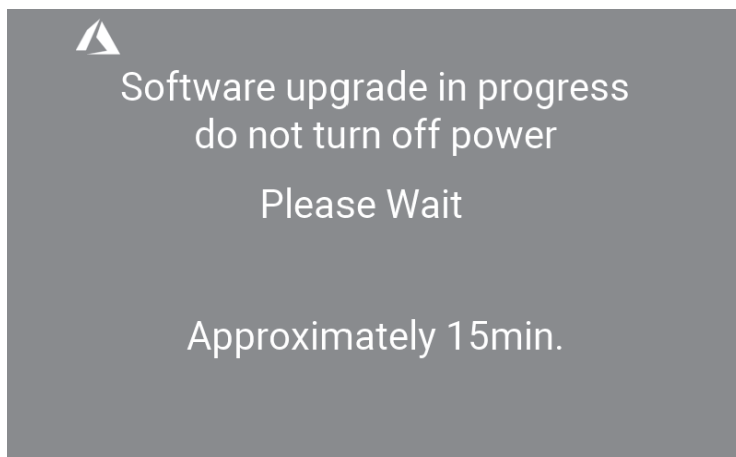 Software upgrade in progress
do not turn off power
Please Wait
Approximately 15min.